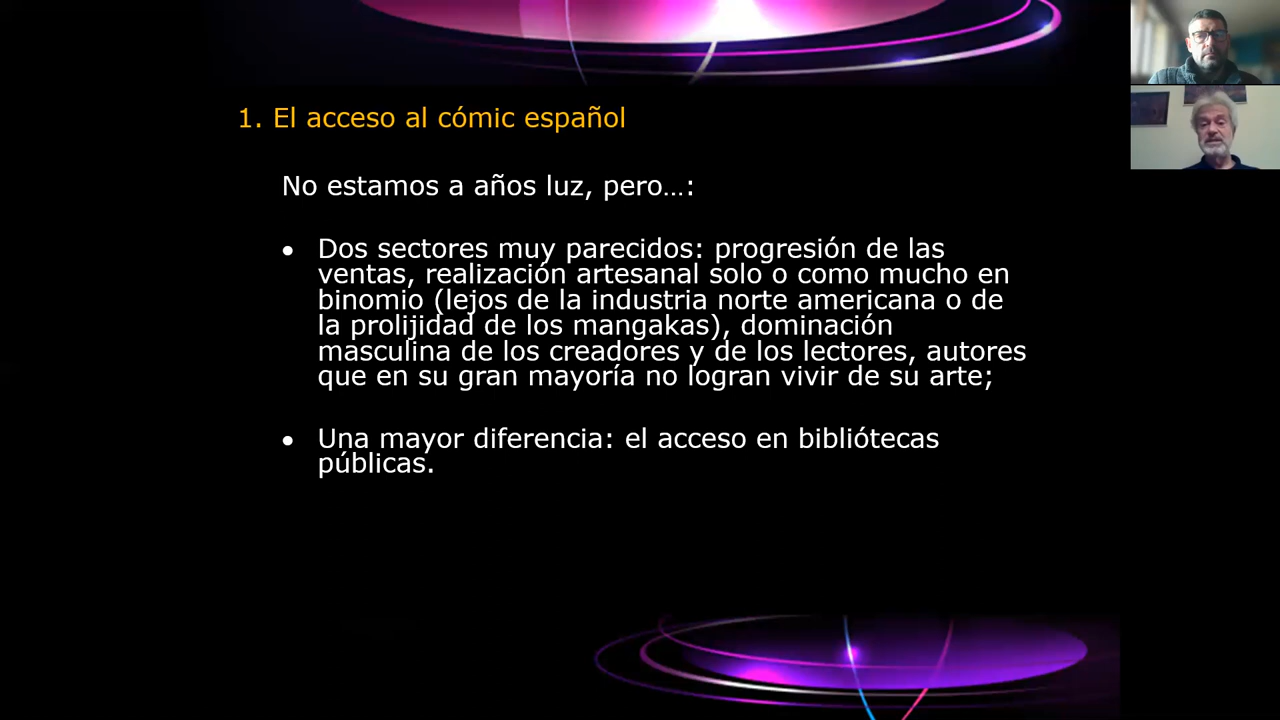 1. El acceso al cómic español
No estamos a años luz, pero…:
• Dos sectores muy parecidos: progresión de las
ventas, realización artesanal solo o como mucho en
binomio (lejos de la industria norte americana o de
la prolijidad de los mangakas), dominación
masculina de los creadores y de los lectores, autores
que en su gran mayoría no logran vivir de su arte;
• Una mayor diferencia: el acceso en bibliótecas
públicas.